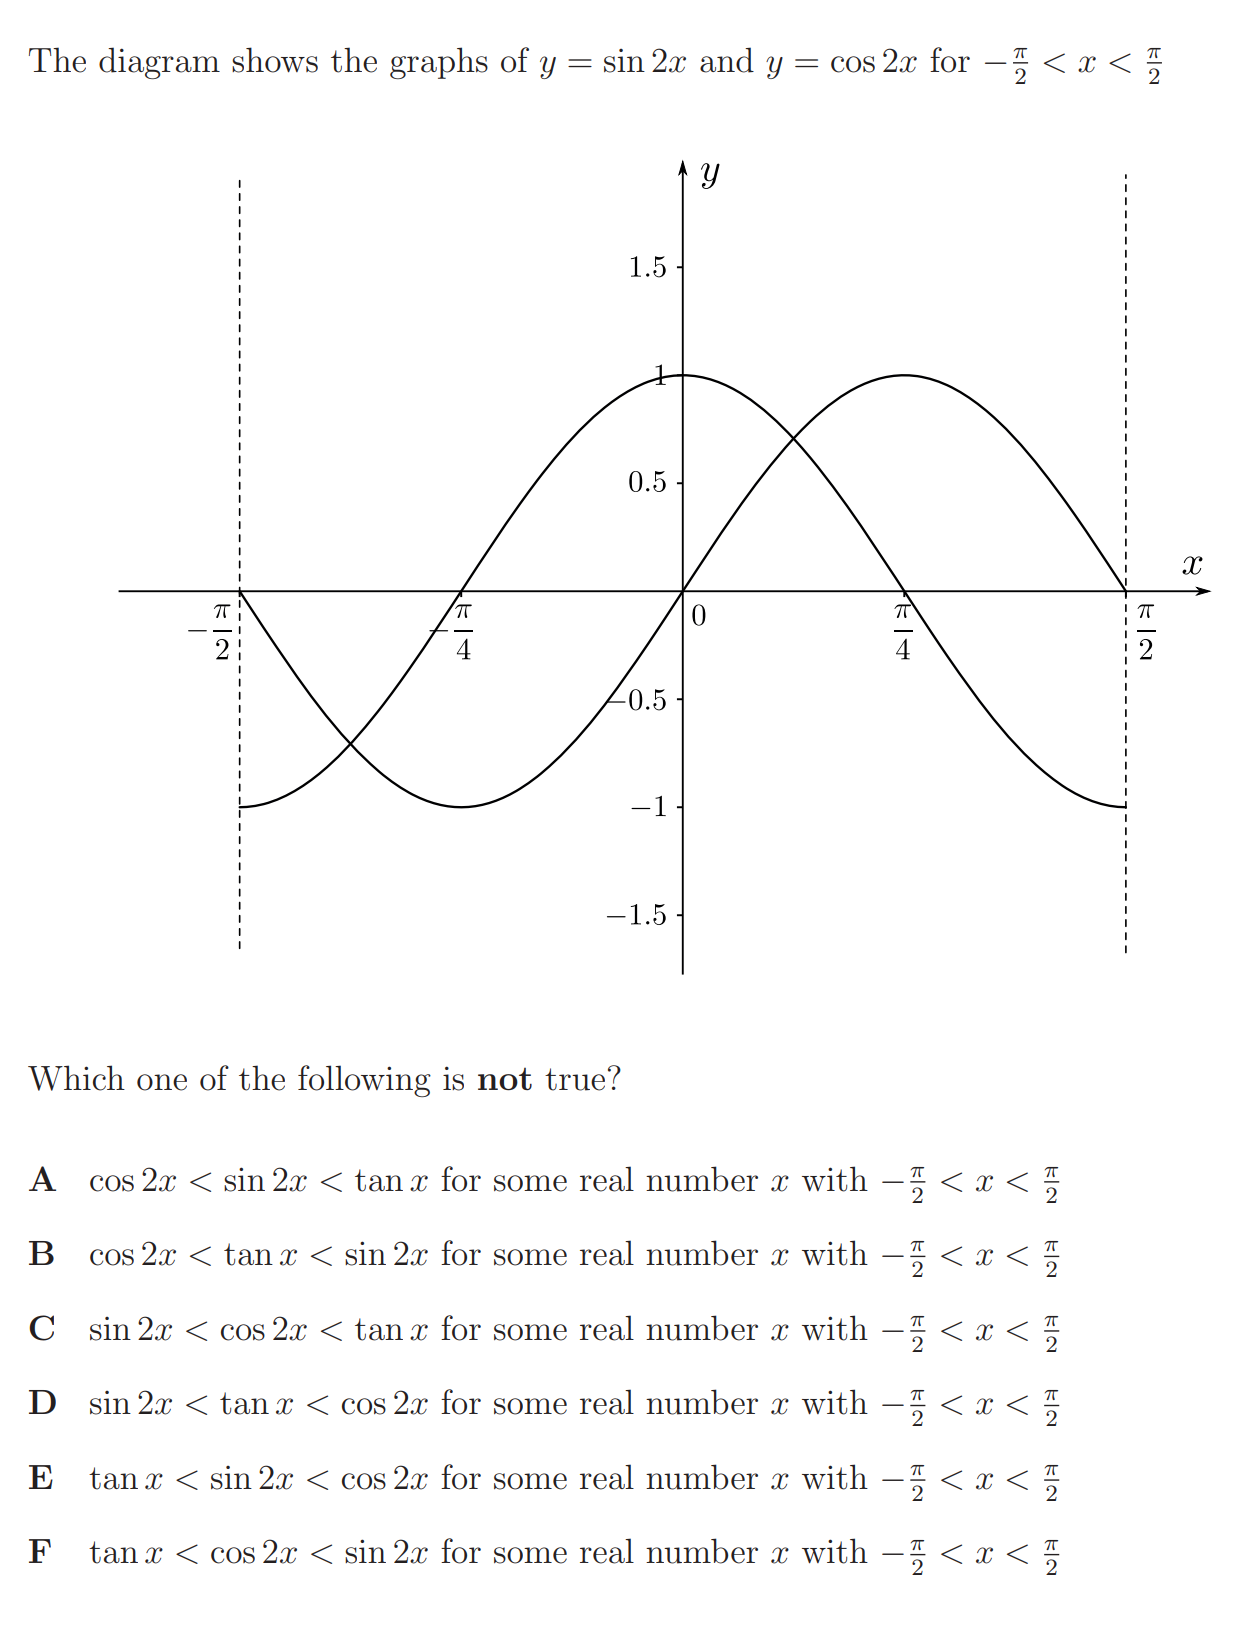 The diagram shows the graphs of y = sin 2x and y = cos 2x for −π/2 < x < π/2
y
1.5
1
0.5
x
−π/2
−π/4
0
π/4
π/2
−0.5
−1
−1.5
Which one of the following is not true?
A cos 2x < sin 2x < tan x for some real number x with −π/2 < x < π/2
B cos 2x < tan x < sin 2x for some real number x with −π/2 < x < π/2
C sin 2x < cos 2x < tan x for some real number x with −π/2 < x < π/2
D sin 2x < tan x < cos 2x for some real number x with −π/2 < x < π/2
E tan x < sin 2x < cos 2x for some real number x with −π/2 < x < π/2
F tan x < cos 2x < sin 2x for some real number x with −π/2 < x < π/2